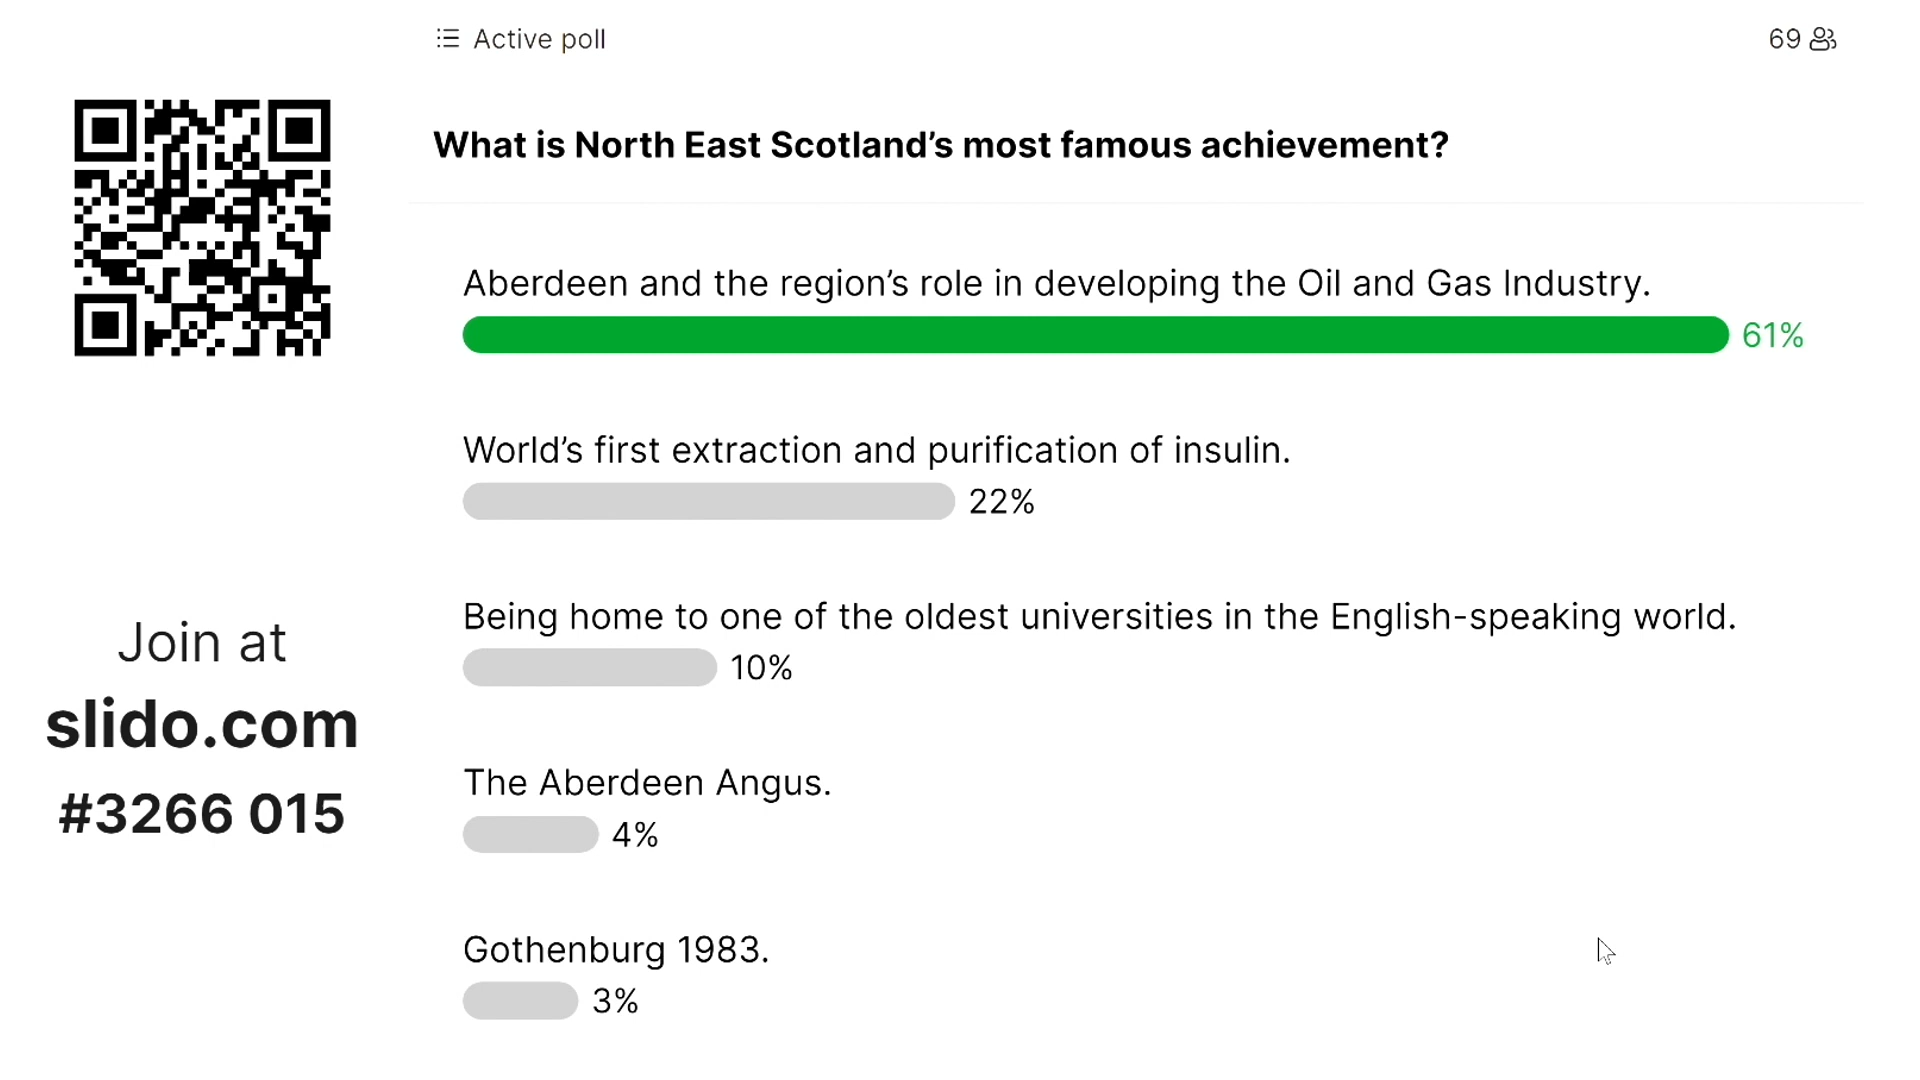 Active poll
69
What is North East Scotland’s most famous achievement?
Aberdeen and the region’s role in developing the Oil and Gas Industry.
61%
World’s first extraction and purification of insulin.
22%
Being home to one of the oldest universities in the English-speaking world.
10%
The Aberdeen Angus.
4%
Gothenburg 1983.
3%
Join at
slido.com
#3266 015